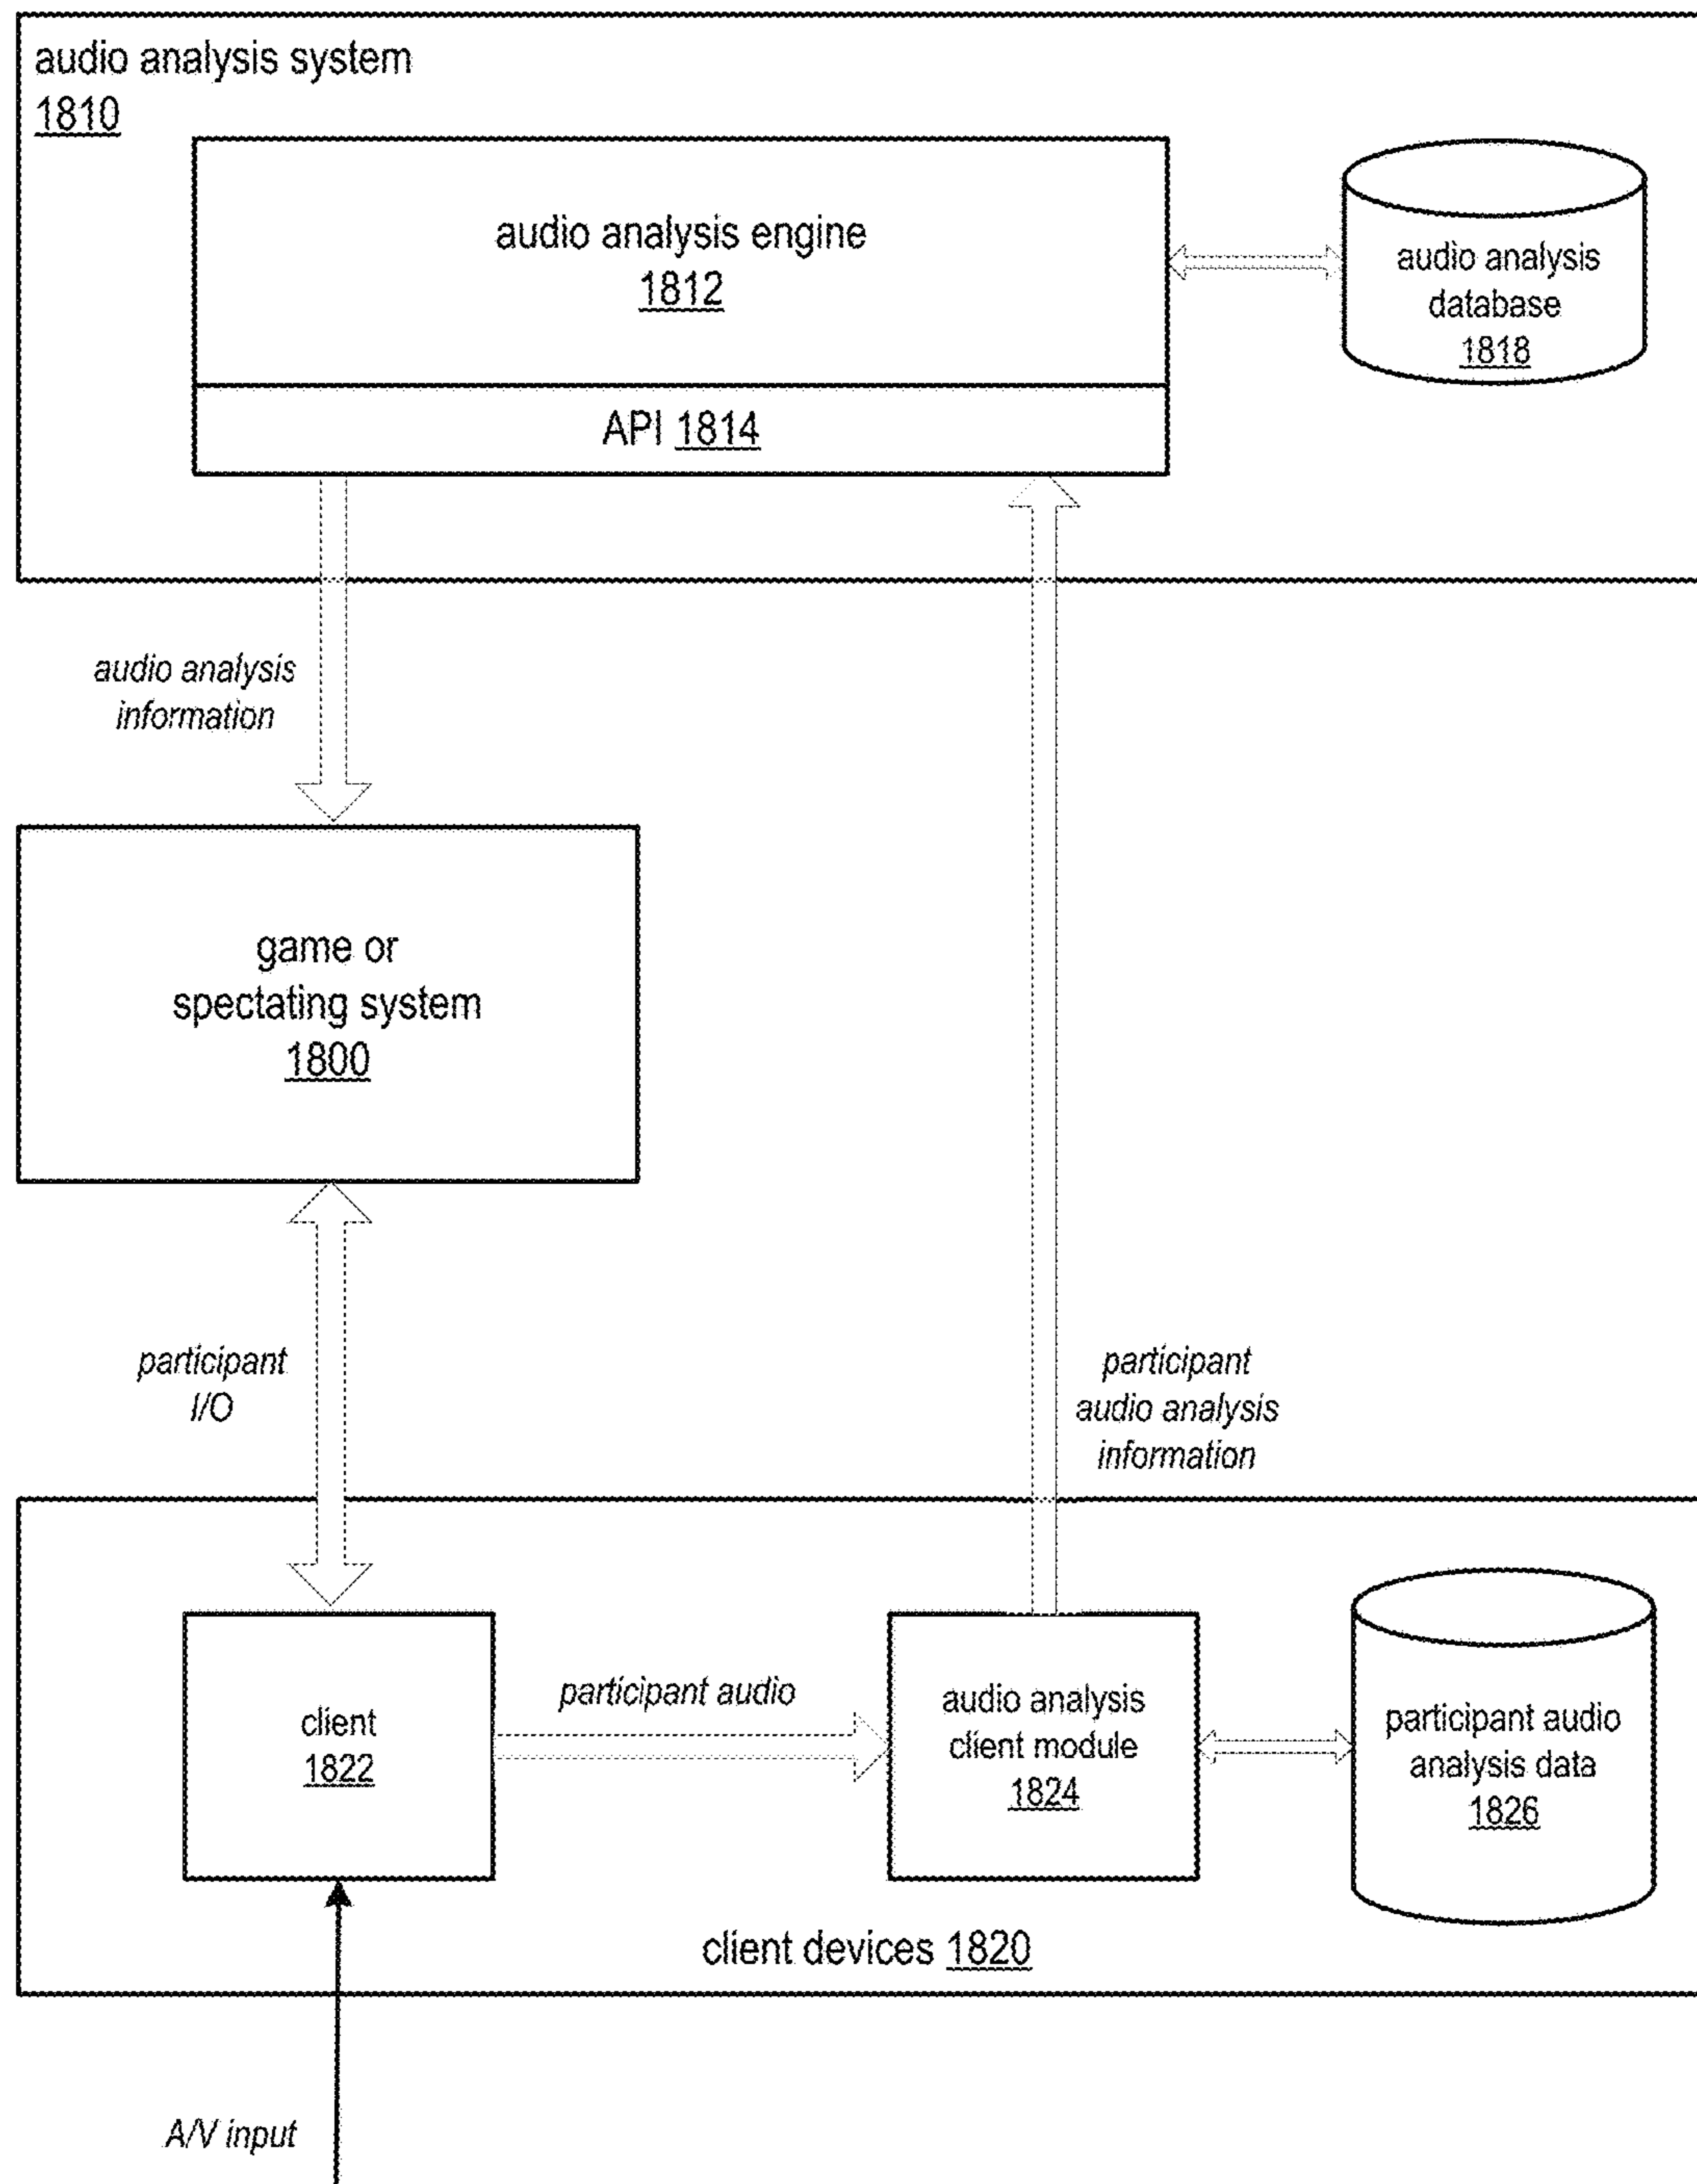 audio analysis system
1810
audio analysis engine
1812
API 1814
audio analysis
database
1818
audio analysis
information
game or
spectating system
1800
participant
I/O
participant
audio analysis
information
client
1822
participant audio
audio analysis
client module
1824
participant audio
analysis data
1826
client devices 1820
A/V input